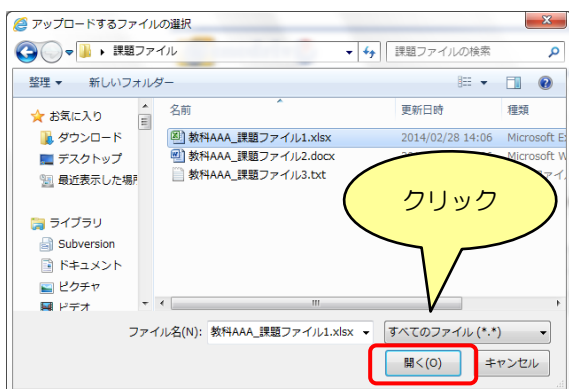 アップロードするファイルの選択
課題ファイル
課題ファイルの検索
整理 新しいフォルダー
お気に入り
ダウンロード
デスクトップ
最近表示した場所
ライブラリ
Subversion
ドキュメント
ピクチャ
ビデオ
名前 更新日時 種類
教科AAA_課題ファイル1.xlsx 2014/02/28 14:06 Microsoft E
教科AAA_課題ファイル2.docx Microsoft W
教科AAA_課題ファイル3.txt
クリック
ファイル名(N): 教科AAA_課題ファイル1.xlsx すべてのファイル (*.*)
開く(O) キャンセル